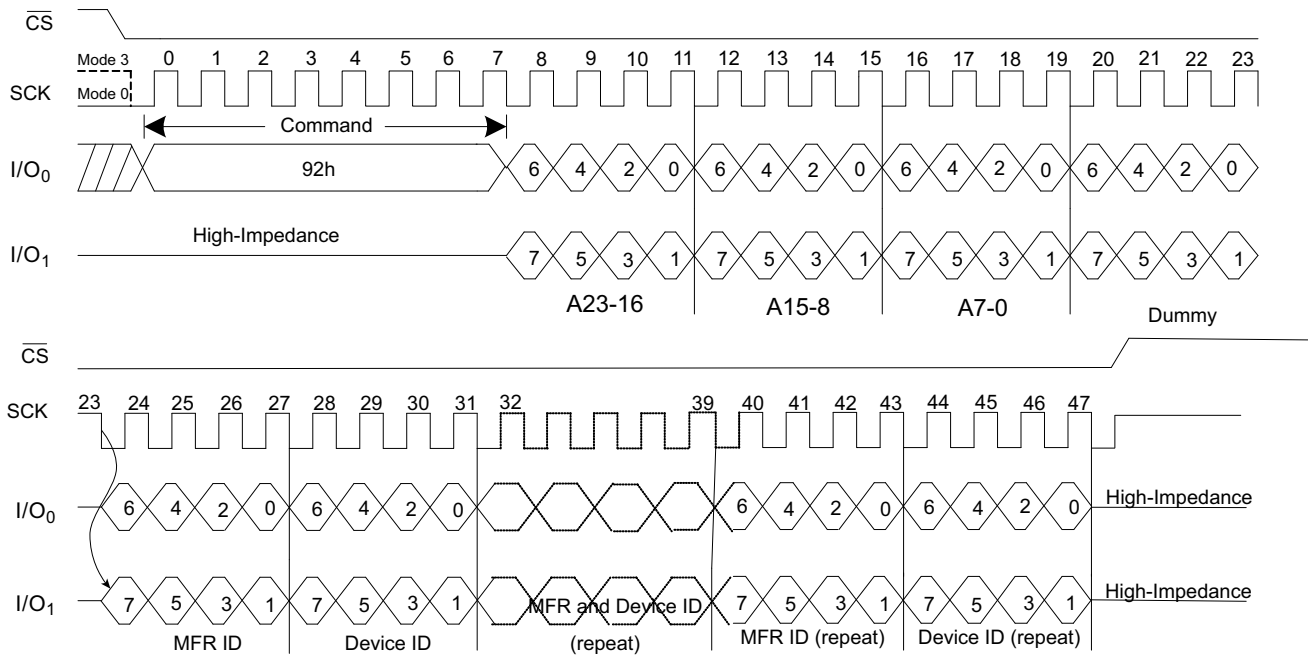 CS
Mode 3
0 1 2 3 4 5 6 7 8 9 10 11 12 13 14 15 16 17 18 19 20 21 22 23
SCK
Mode 0
Command
I/O0
92h
6 4 2 0 6 4 2 0 6 4 2 0 6 4 2 0
High-Impedance
I/O1
7 5 3 1 7 5 3 1 7 5 3 1 7 5 3 1
A23-16 A15-8 A7-0
Dummy
CS
SCK
23 24 25 26 27 28 29 30 31 32 39 40 41 42 43 44 45 46 47
I/O0
6 4 2 0 6 4 2 0 6 4 2 0 6 4 2 0
High-Impedance
I/O1
7 5 3 1 7 5 3 1 MFR and Device ID 7 5 3 1 7 5 3 1
High-Impedance
MFR ID Device ID (repeat) MFR ID (repeat) Device ID (repeat)